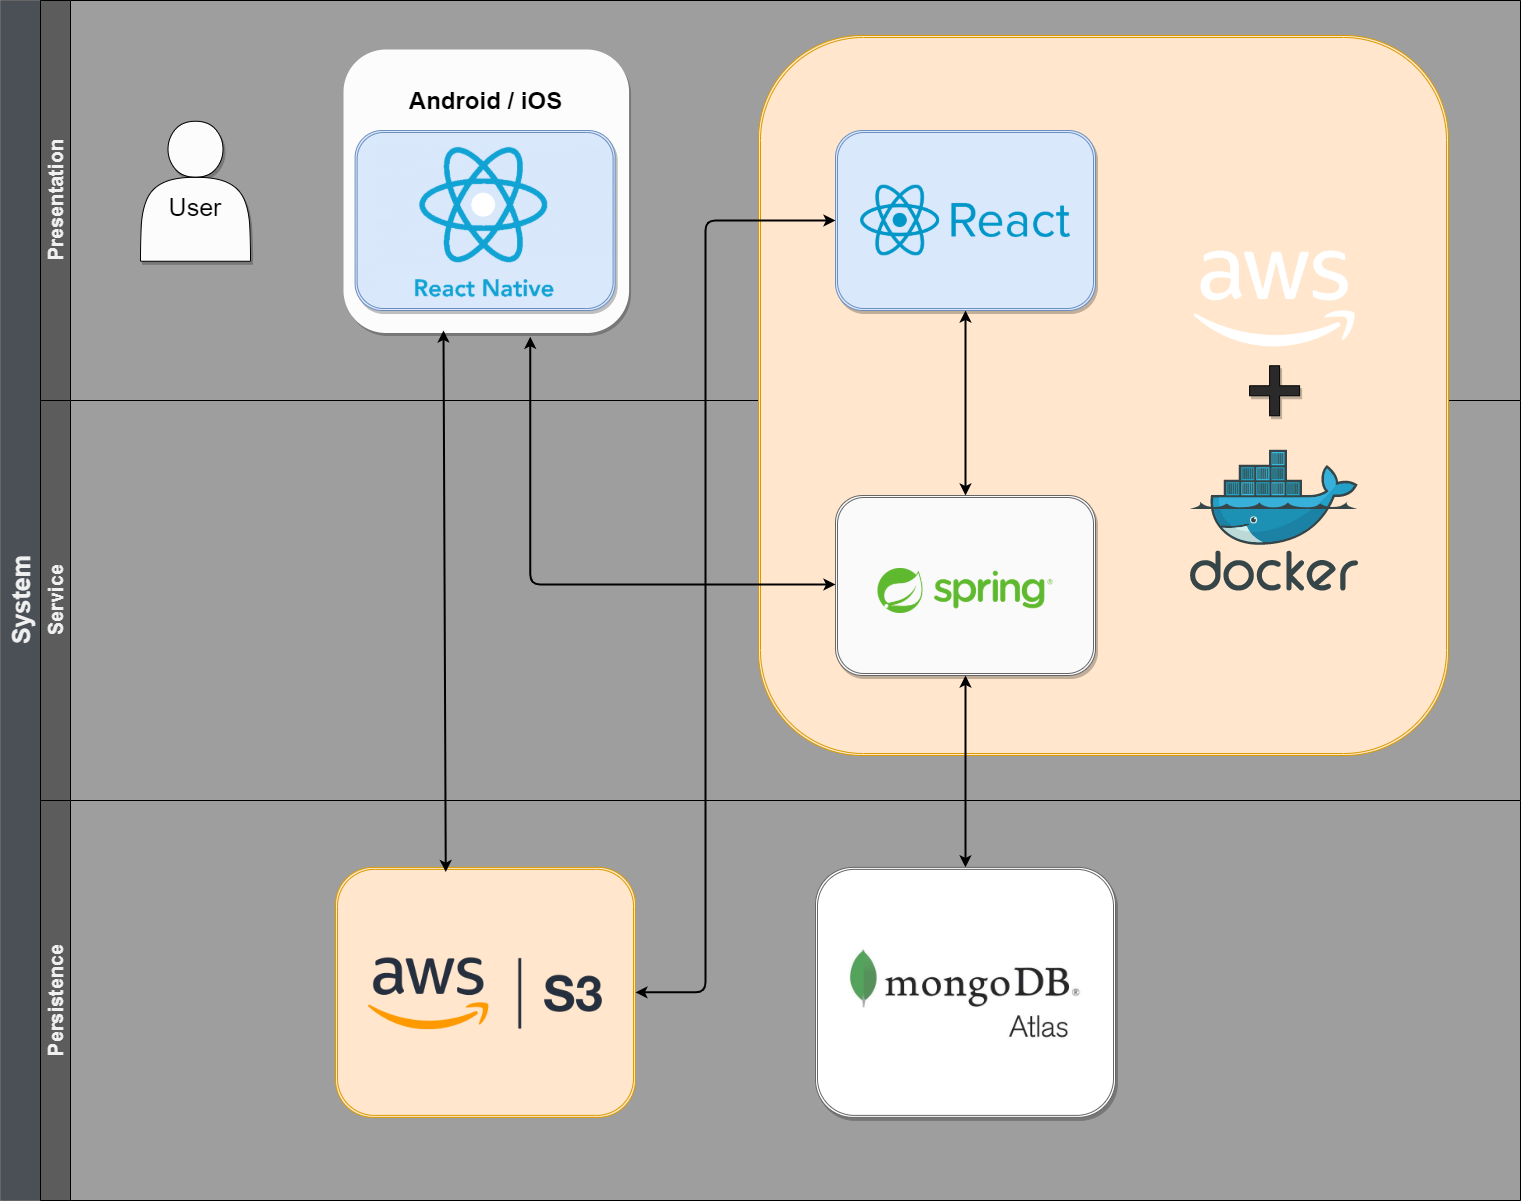 System
Presentation
User
Android / iOS
React Native
React
aws
docker
Service
spring®
Persistence
aws
S3
mongoDB®
Atlas